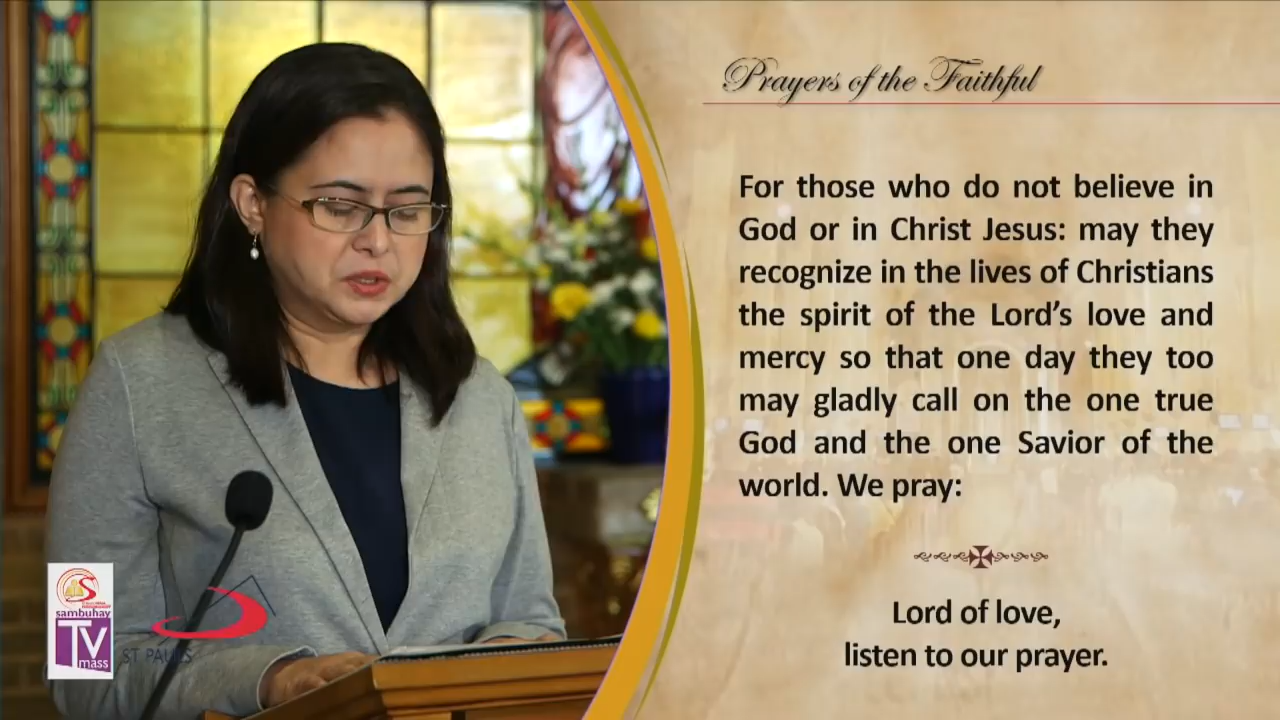 Prayers of the Faithful
For those who do not believe in
God or in Christ Jesus: may they
recognize in the lives of Christians
the spirit of the Lord’s love and
mercy so that one day they too
may gladly call on the one true
God and the one Savior of the
world. We pray:
Lord of love,
listen to our prayer.
sambuhay
TV
mass
ST PAULS